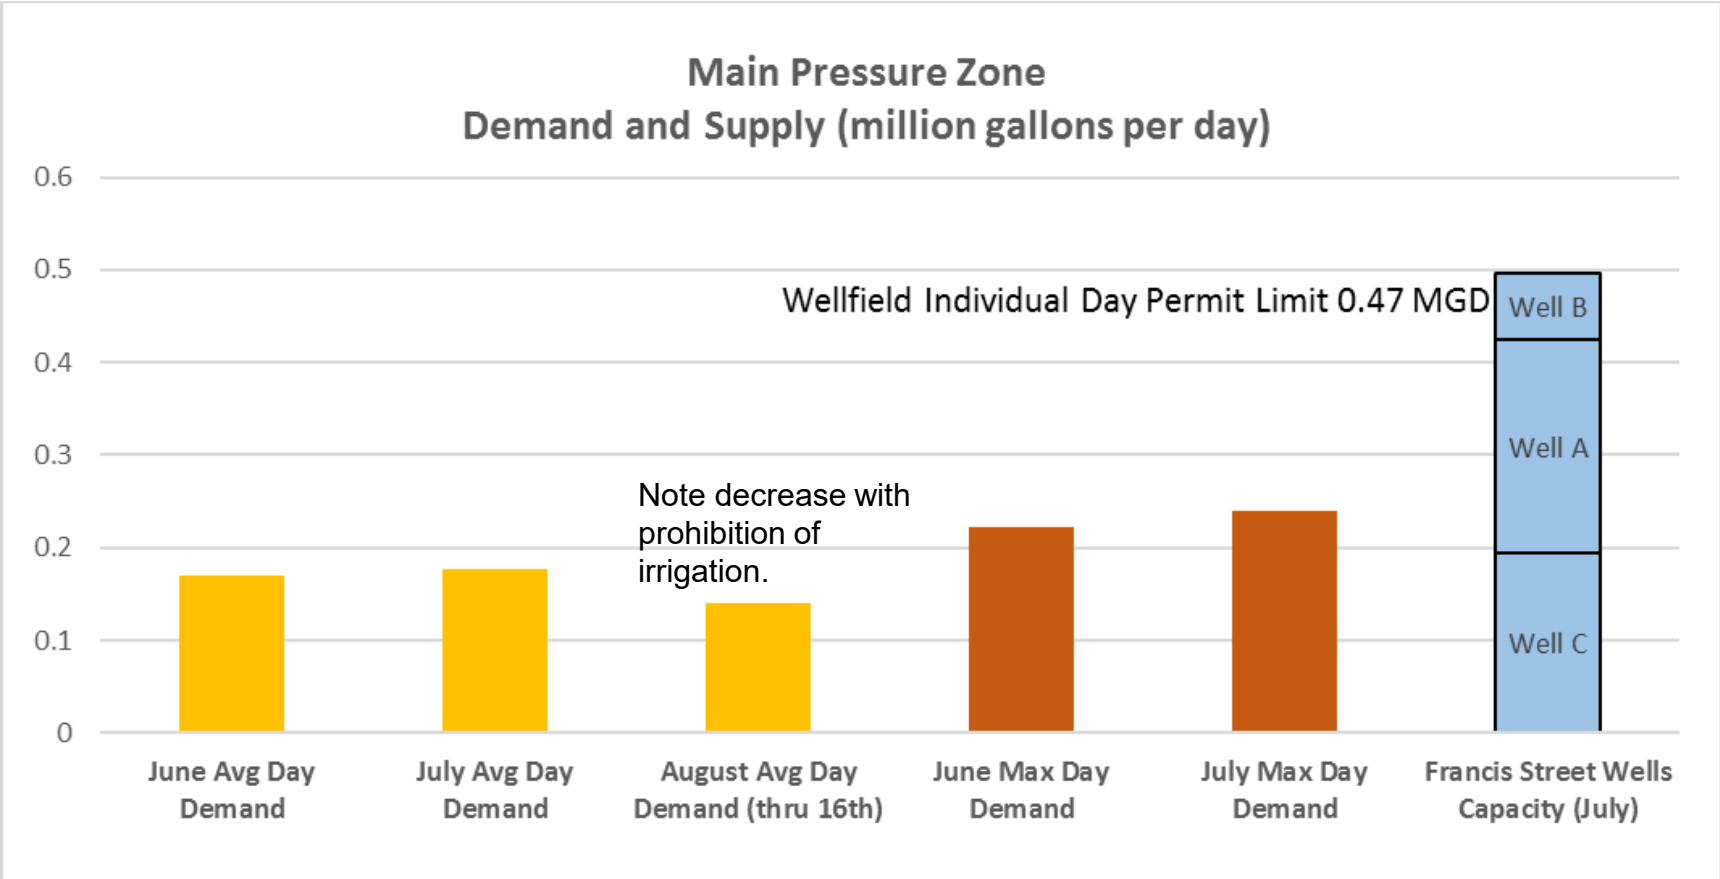 Main Pressure Zone
Demand and Supply (million gallons per day)
0.6
0.5
Wellfield Individual Day Permit Limit 0.47 MGD
Well B
0.4
Well A
0.3
Note decrease with
prohibition of
irrigation.
0.2
0.1
Well C
0
June Avg Day
Demand
July Avg Day
Demand
August Avg Day
Demand (thru 16th)
June Max Day
Demand
July Max Day
Demand
Francis Street Wells
Capacity (July)